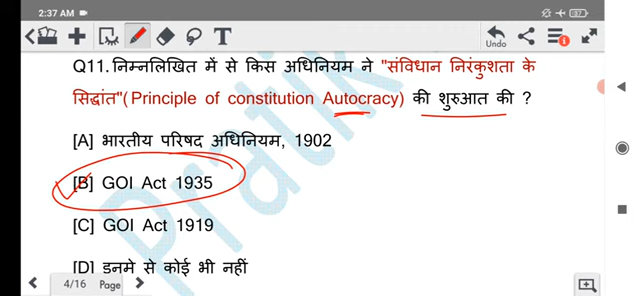 2:37 AM
37
Undo
Q11.निम्नलिखित में से किस अधिनियम ने "संविधान निरंकुशता के
सिद्धांत"(Principle of constitution Autocracy) की शुरुआत की ?
[A] भारतीय परिषद अधिनियम, 1902
[B] GOI Act 1935
[C] GOI Act 1919
[D] इनमे से कोई भी नहीं
4/16 Page
Pratik